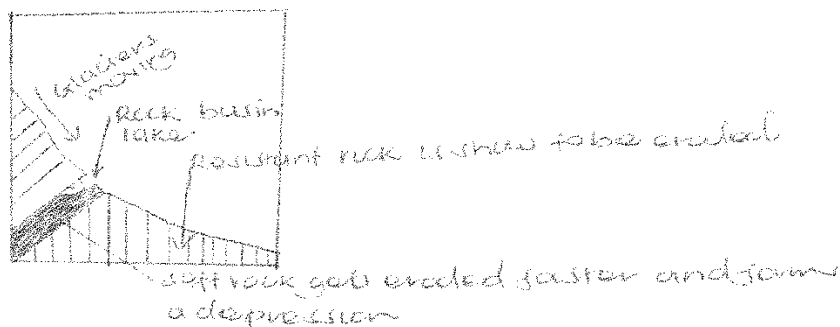 Glaciers
moving
Rock basin
lake.
Resistant rock is slow to be eroded
soft rock gets eroded faster and forms
a depression